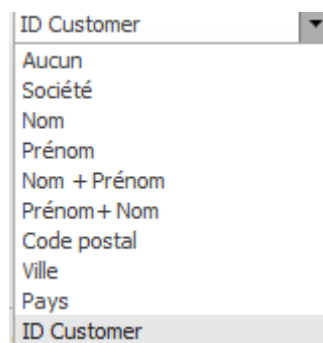 ID Customer
Aucun
Société
Nom
Prénom
Nom + Prénom
Prénom+ Nom
Code postal
Ville
Pays
ID Customer